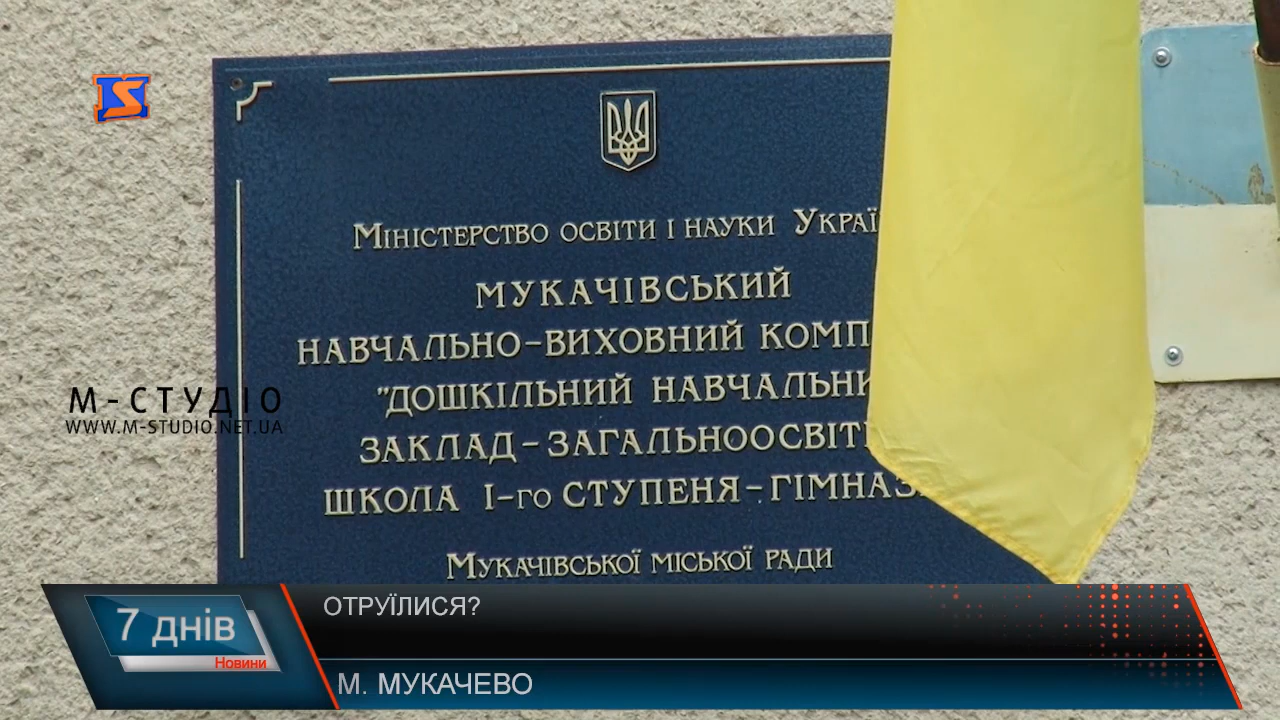 S
Міністерство освіти і науки Украї
МУКАЧІВСЬКИЙ
НАВЧАЛЬНО-ВИХОВНИЙ КОМП
"ДОШКІЛЬНИЙ НАВЧАЛЬНИ
ЗАКЛАД-ЗАГАЛЬНООСВІТ
ШКОЛА І-го СТУПЕНЯ-ГІМНАЗ
Мукачівської міської ради
М-СТУДІО
WWW.M-STUDIO.NET.UA
7 днів
Новини
ОТРУЇЛИСЯ?
М. МУКАЧЕВО